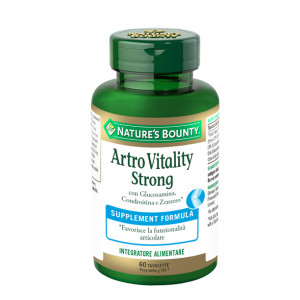 NATURE'S BOUNTY
Artro Vitality
Strong
con Glucosamina,
Condroitina e Zenzero*
SUPPLEMENT FORMULA
*Favorisce la funzionalità
articolare
INTEGRATORE ALIMENTARE
60 TAVOLETTE